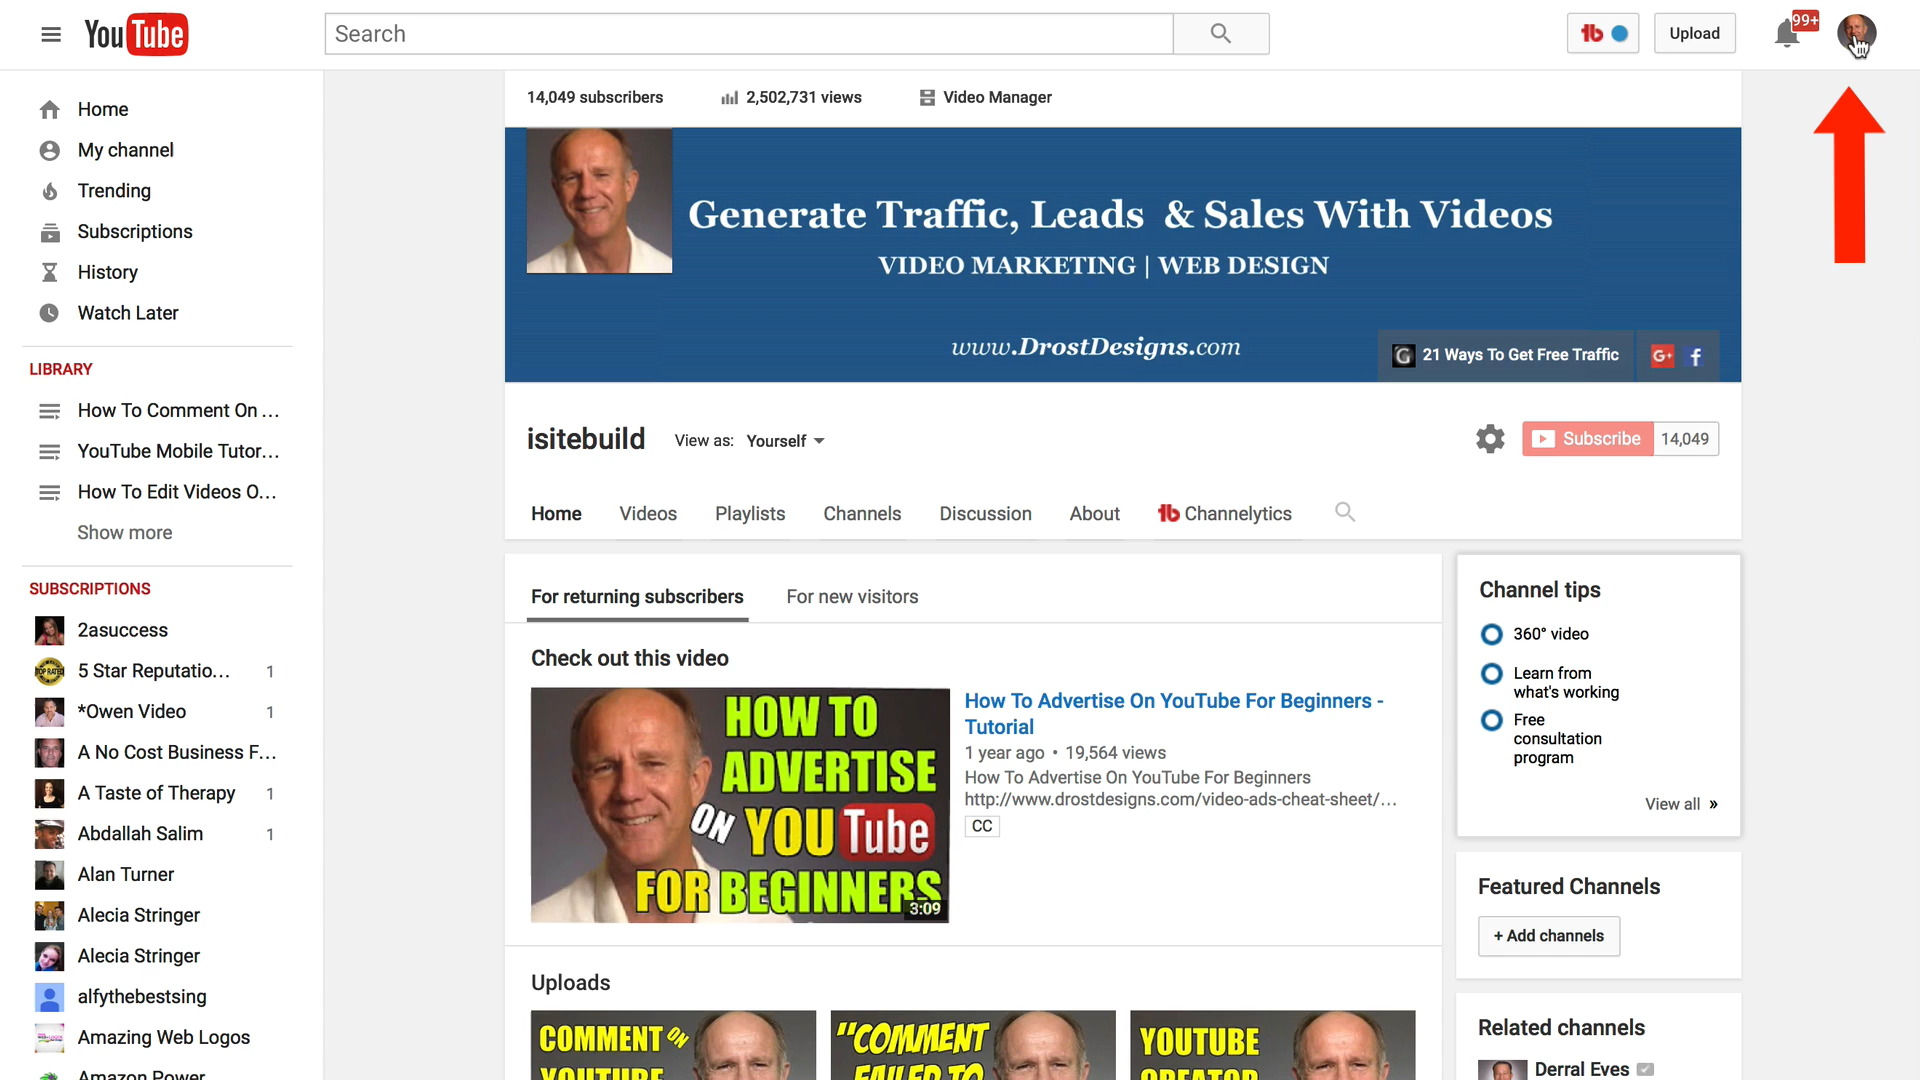 YouTube
Search
Upload
99+
14,049 subscribers
2,502,731 views
Video Manager
Home
My channel
Trending
Subscriptions
History
Watch Later
LIBRARY
How To Comment On ...
YouTube Mobile Tutor...
How To Edit Videos O...
Show more
SUBSCRIPTIONS
2asuccess
5 Star Reputatio... 1
*Owen Video 1
A No Cost Business F...
A Taste of Therapy 1
Abdallah Salim 1
Alan Turner
Alecia Stringer
Alecia Stringer
alfythebestsing
Amazing Web Logos
Amazon Power
Generate Traffic, Leads & Sales With Videos
VIDEO MARKETING | WEB DESIGN
www.DrostDesigns.com
21 Ways To Get Free Traffic
G+ f
isitebuild
View as: Yourself
Subscribe 14,049
Home
Videos
Playlists
Channels
Discussion
About
Channelytics
For returning subscribers
For new visitors
Check out this video
HOW TO
ADVERTISE
ON YOUTube
FOR BEGINNERS
3:09
How To Advertise On YouTube For Beginners -
Tutorial
1 year ago • 19,564 views
How To Advertise On YouTube For Beginners
http://www.drostdesigns.com/video-ads-cheat-sheet/...
CC
Uploads
COMMENT ON
YOUTUBE
"COMMENT
FAILED TO
YOUTUBE
CREATOR
Channel tips
360° video
Learn from
what's working
Free
consultation
program
View all »
Featured Channels
+ Add channels
Related channels
Derral Eves